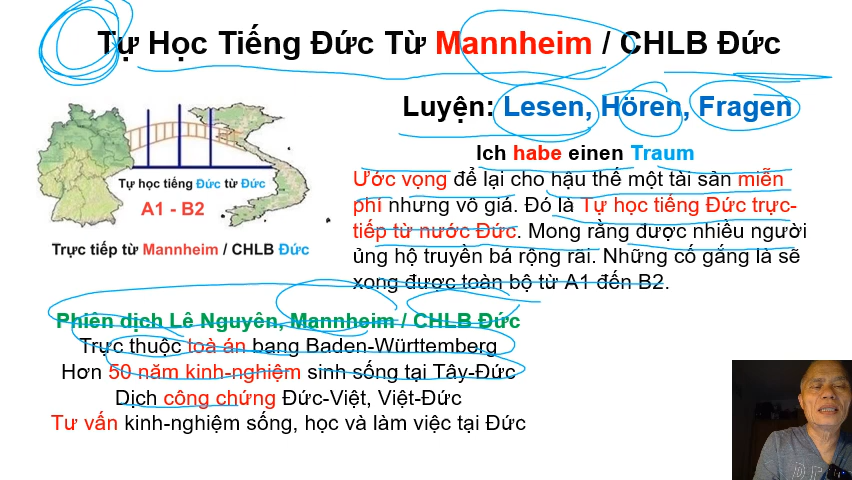 Tự Học Tiếng Đức Từ Mannheim / CHLB Đức
Luyện: Lesen, Hören, Fragen
Ich habe einen Traum
Ước vọng để lại cho hậu thế một tài sản miễn
phí nhưng vô giá. Đó là Tự học tiếng Đức trực-
tiếp từ nước Đức. Mong rằng được nhiều người
ủng hộ truyền bá rộng rãi. Những cố gắng là sẽ
xong được toàn bộ từ A1 đến B2.
Tự học tiếng Đức từ Đức
A1 - B2
Trực tiếp từ Mannheim / CHLB Đức
Phiên dịch Lê Nguyên, Mannheim / CHLB Đức
Trực thuộc toà án bang Baden-Württemberg
Hơn 50 năm kinh-nghiệm sinh sống tại Tây-Đức
Dịch công chứng Đức-Việt, Việt-Đức
Tư vấn kinh-nghiệm sống, học và làm việc tại Đức